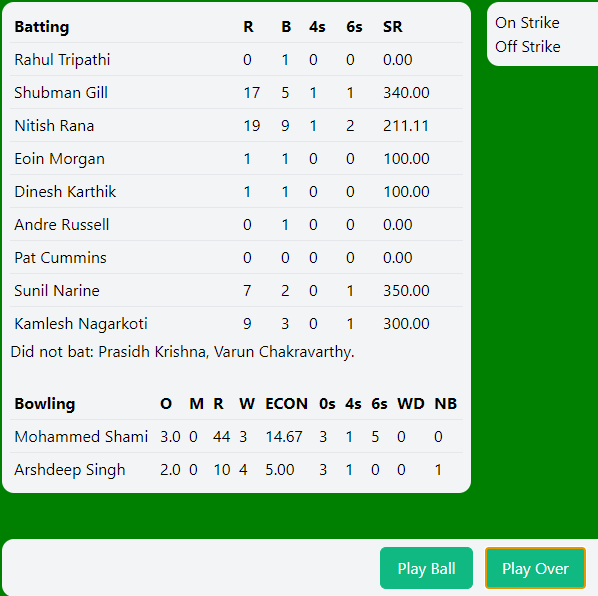 Batting R B 4s 6s SR
Rahul Tripathi 0 1 0 0 0.00
Shubman Gill 17 5 1 1 340.00
Nitish Rana 19 9 1 2 211.11
Eoin Morgan 1 1 0 0 100.00
Dinesh Karthik 1 1 0 0 100.00
Andre Russell 0 1 0 0 0.00
Pat Cummins 0 0 0 0 0.00
Sunil Narine 7 2 0 1 350.00
Kamlesh Nagarkoti 9 3 0 1 300.00
Did not bat: Prasidh Krishna, Varun Chakravarthy.
Bowling O M R W ECON 0s 4s 6s WD NB
Mohammed Shami 3.0 0 44 3 14.67 3 1 5 0 0
Arshdeep Singh 2.0 0 10 4 5.00 3 1 0 0 1
On Strike
Off Strike
Play Ball
Play Over